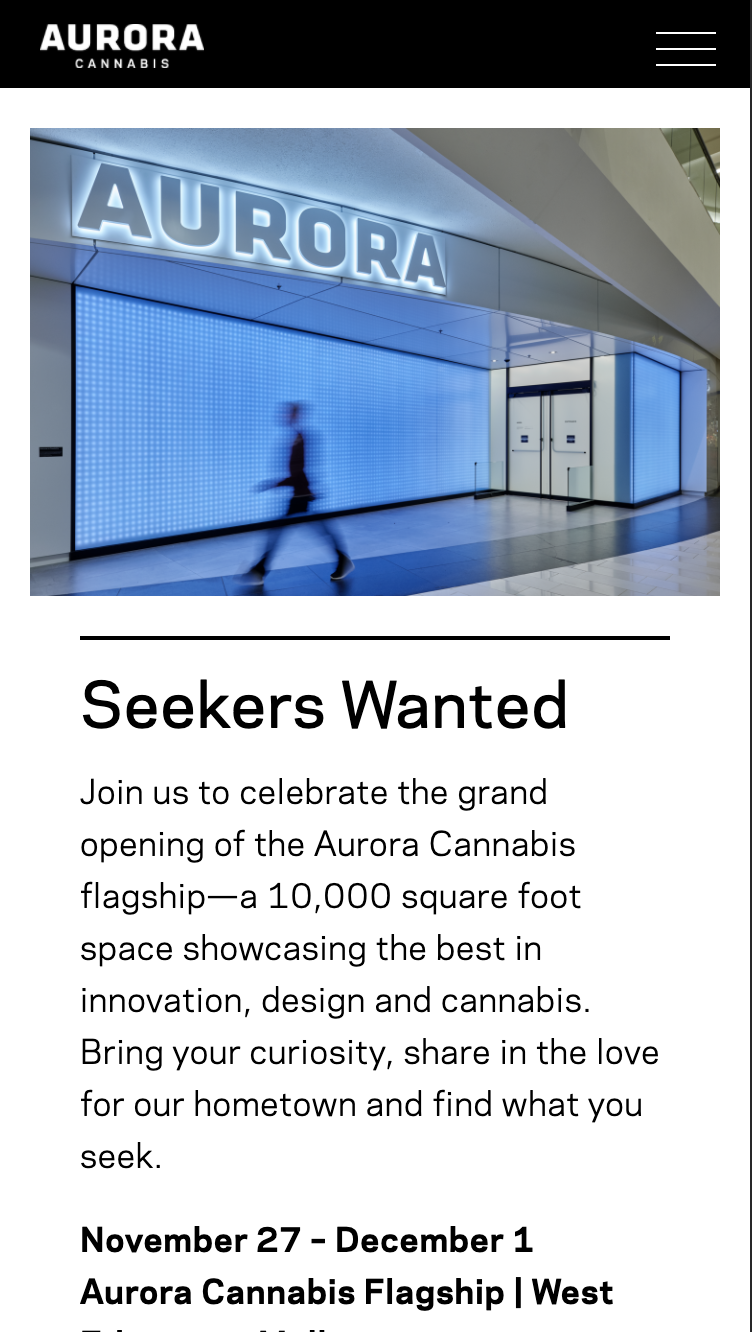 AURORA
CANNABIS
AURORA
Seekers Wanted
Join us to celebrate the grand
opening of the Aurora Cannabis
flagship—a 10,000 square foot
space showcasing the best in
innovation, design and cannabis.
Bring your curiosity, share in the love
for our hometown and find what you
seek.
November 27 – December 1
Aurora Cannabis Flagship | West